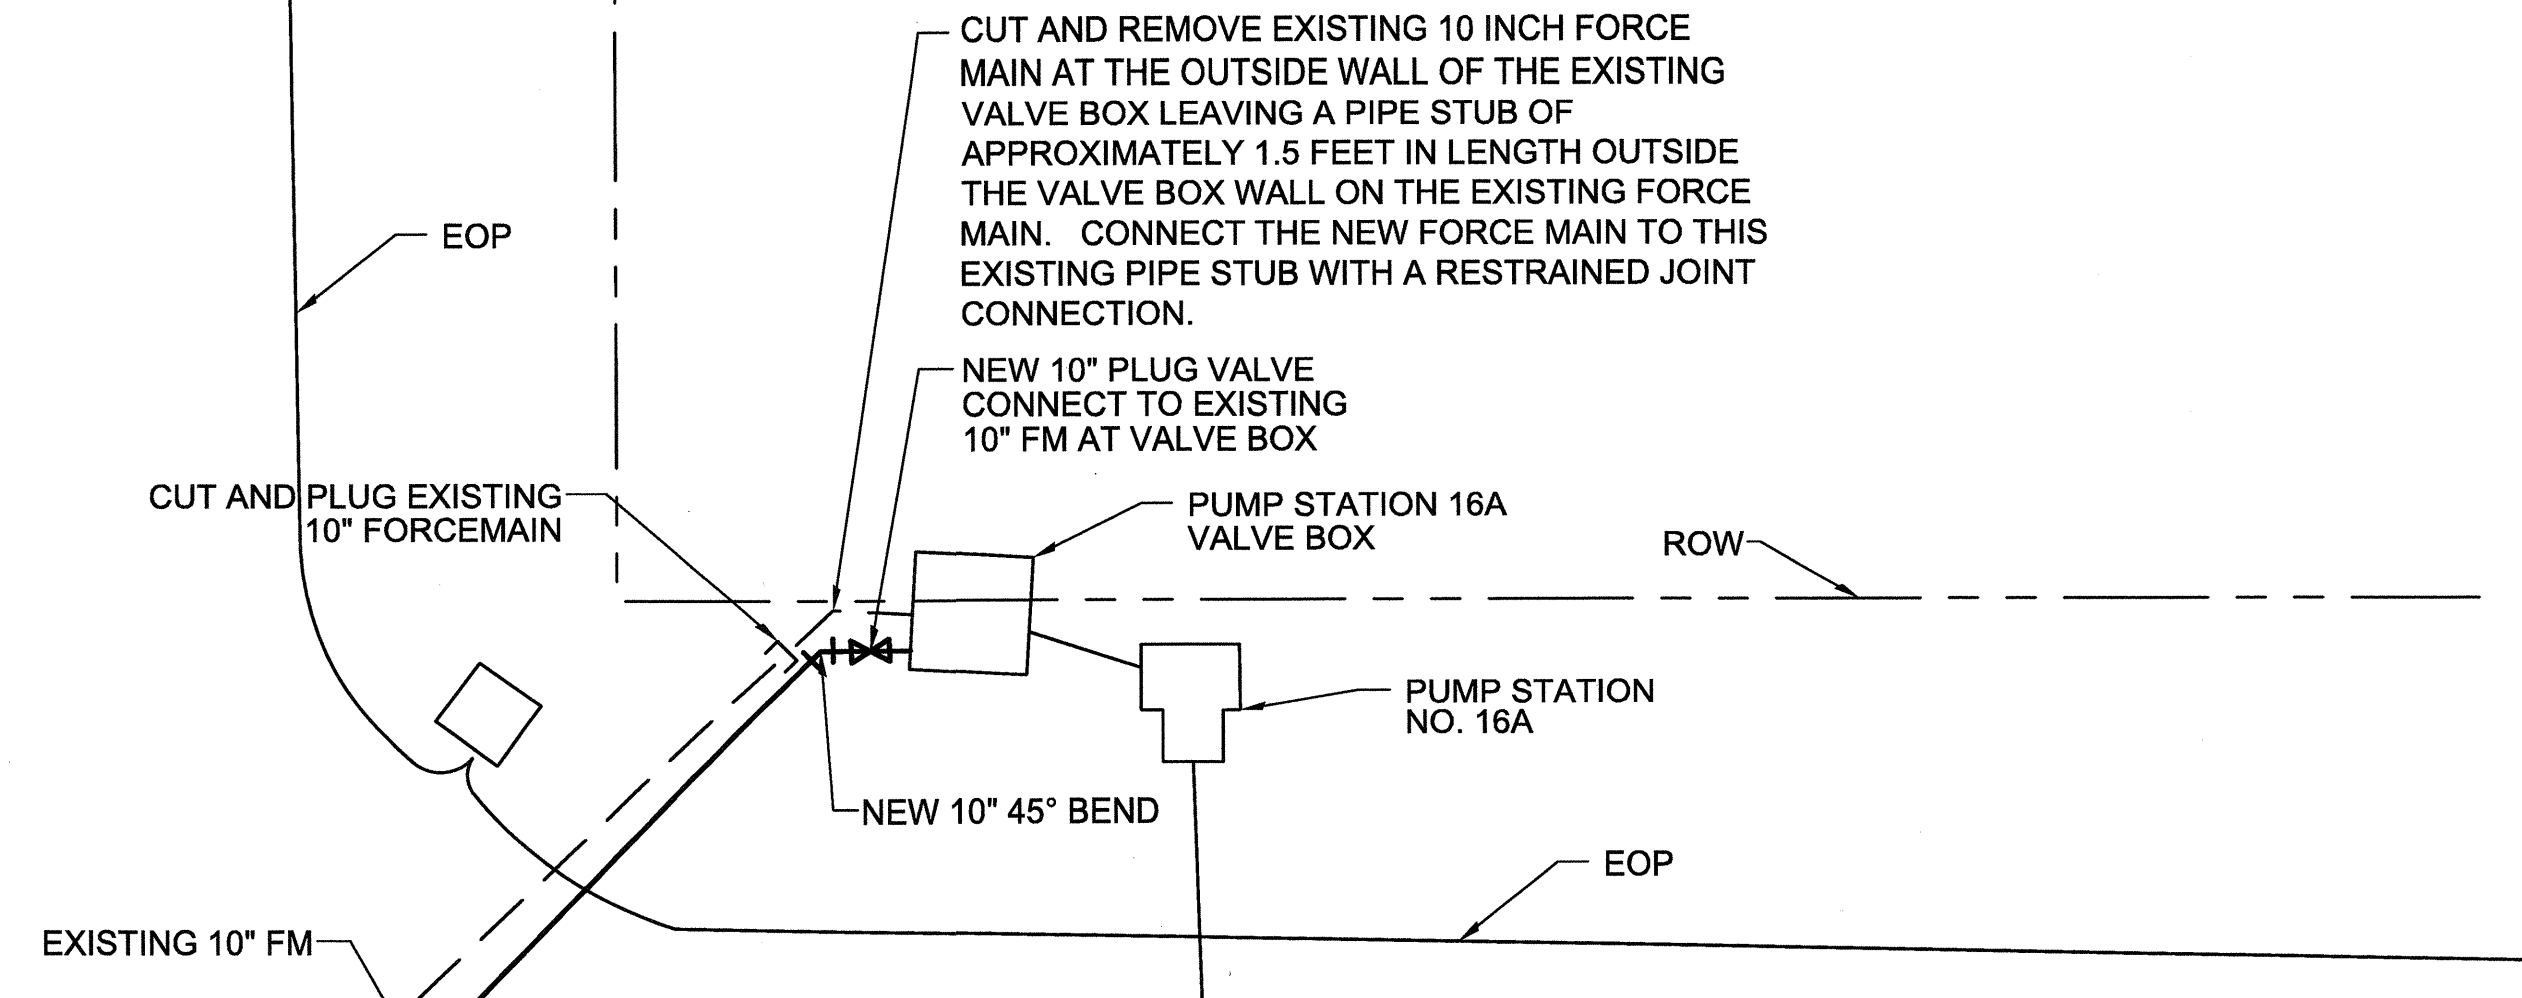 CUT AND REMOVE EXISTING 10 INCH FORCE
MAIN AT THE OUTSIDE WALL OF THE EXISTING
VALVE BOX LEAVING A PIPE STUB OF
APPROXIMATELY 1.5 FEET IN LENGTH OUTSIDE
THE VALVE BOX WALL ON THE EXISTING FORCE
MAIN. CONNECT THE NEW FORCE MAIN TO THIS
EXISTING PIPE STUB WITH A RESTRAINED JOINT
CONNECTION.
EOP
NEW 10" PLUG VALVE
CONNECT TO EXISTING
10" FM AT VALVE BOX
CUT AND PLUG EXISTING
10" FORCEMAIN
PUMP STATION 16A
VALVE BOX
ROW
PUMP STATION
NO. 16A
NEW 10" 45° BEND
EOP
EXISTING 10" FM